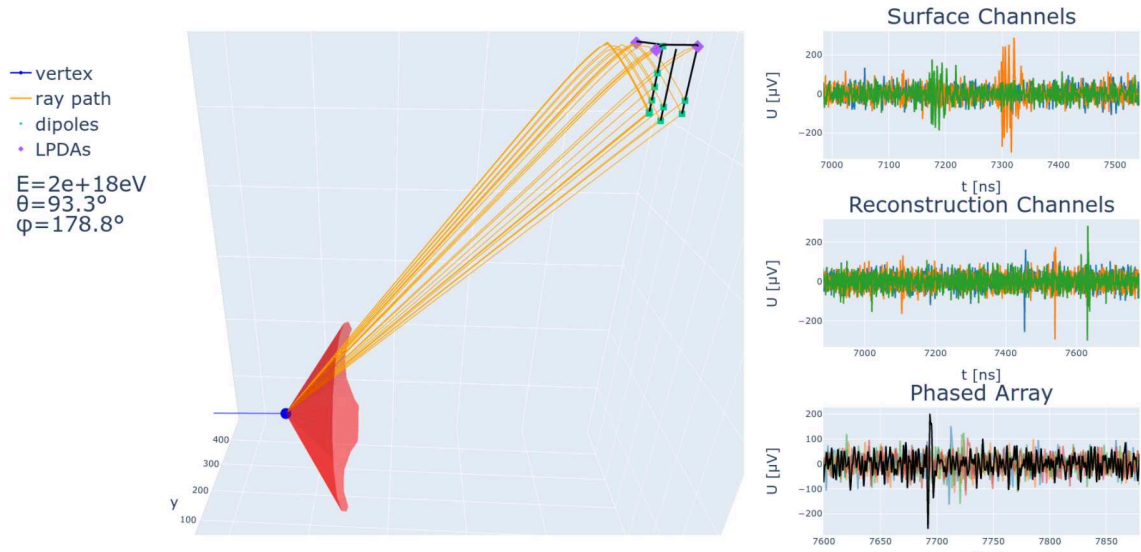 vertex
ray path
dipoles
LPDAs
E=2e+18eV
θ=93.3°
φ=178.8°
400
300
200
100
y
Surface Channels
U [µV]
200
0
−200
7000
7100
7200
7300
7400
7500
t [ns]
Reconstruction Channels
U [µV]
200
0
−200
7000
7200
7400
7600
t [ns]
Phased Array
U [µV]
200
100
0
−100
−200
7600
7650
7700
7750
7800
7850